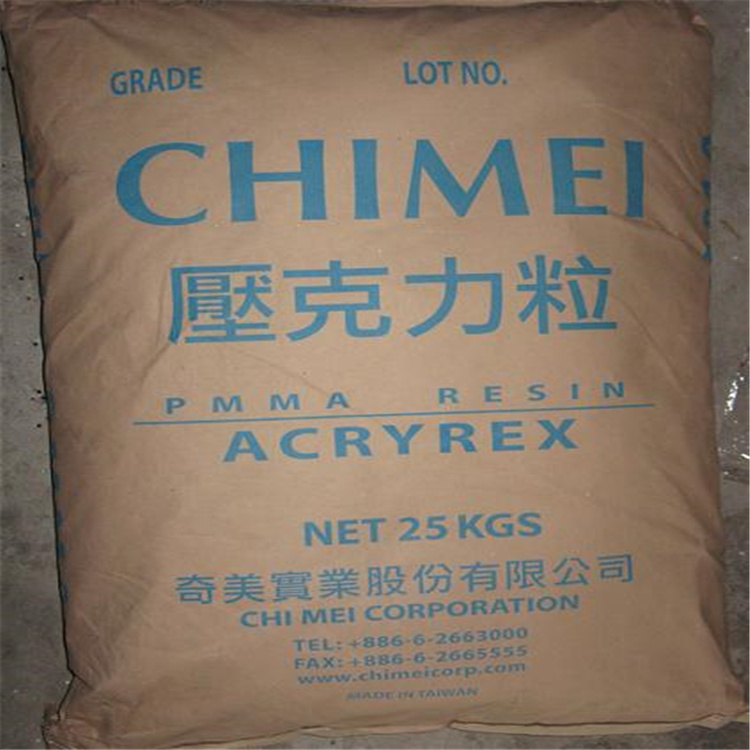 GRADE LOT NO.
CHIMEI
壓克力粒
PMMA RESIN
ACRYREX
NET 25 KGS
奇美實業股份有限公司
CHI MEI CORPORATION
TEL: +886-6-2663000
FAX: +886-6-2665555
www.chimeicorp.com
MADE IN TAIWAN